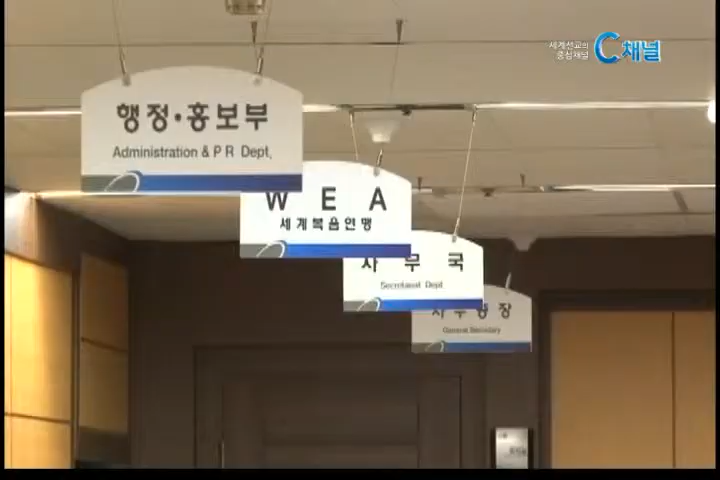 세계선교의
중심채널
C채널
행정·홍보부
Administration & P R Dept.
W E A
세계복음연맹
사 무 국
Secretariat Dept
General Secretary